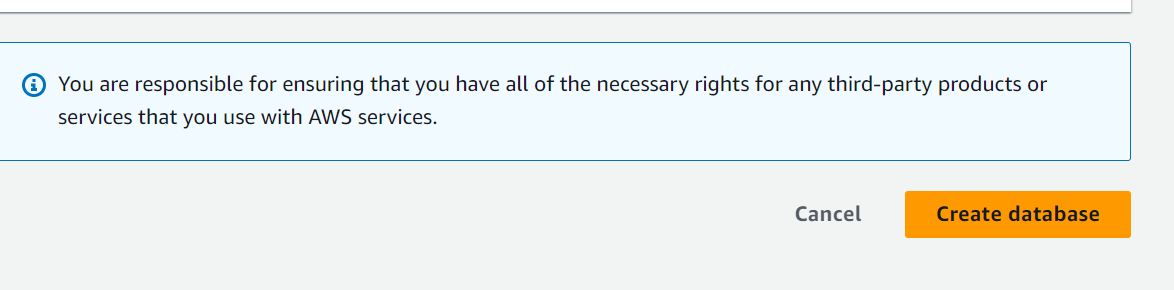 You are responsible for ensuring that you have all of the necessary rights for any third-party products or
services that you use with AWS services.
Cancel
Create database